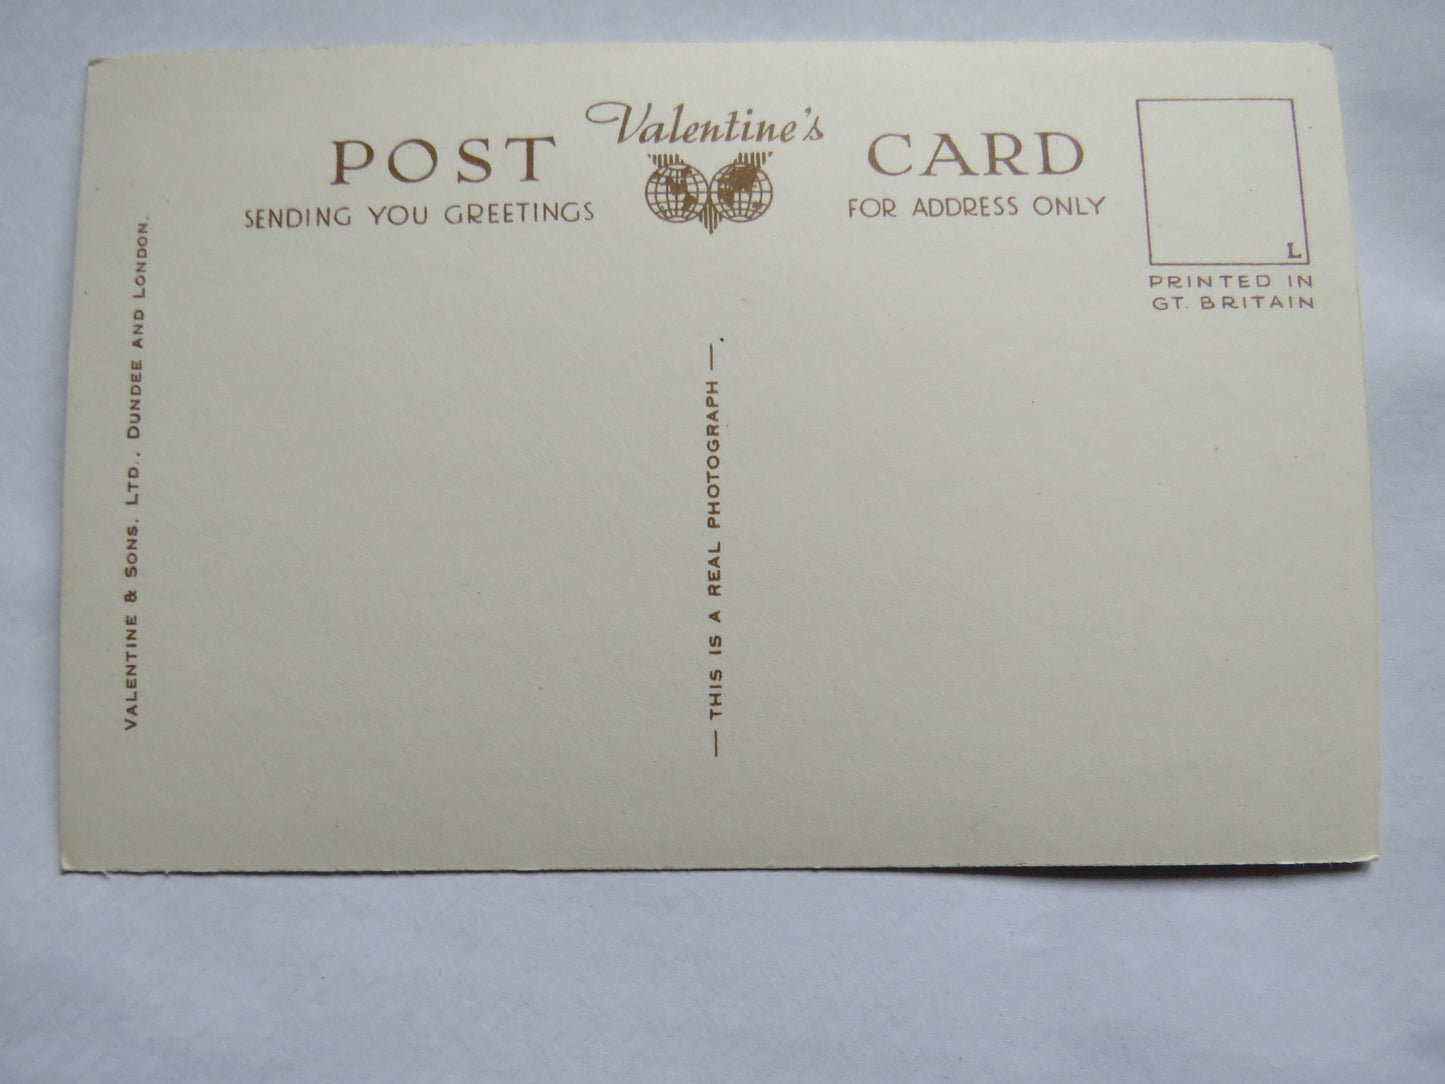 Valentine's
POST CARD
SENDING YOU GREETINGS
FOR ADDRESS ONLY
L
PRINTED IN
GT. BRITAIN
VALENTINE & SONS, LTD., DUNDEE AND LONDON.
— THIS IS A REAL PHOTOGRAPH —